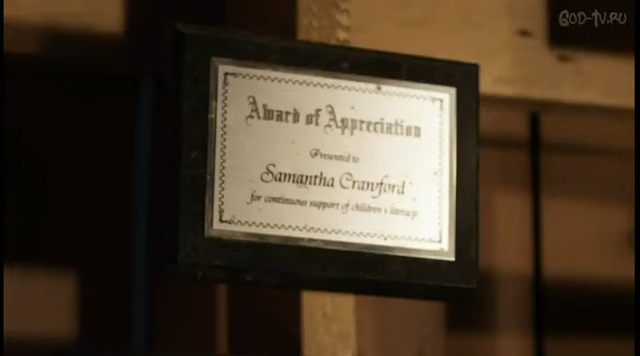 GOD-TV.RU
Award of Appreciation
Presented to
Samantha Crawford
for continuous support of children's literacy